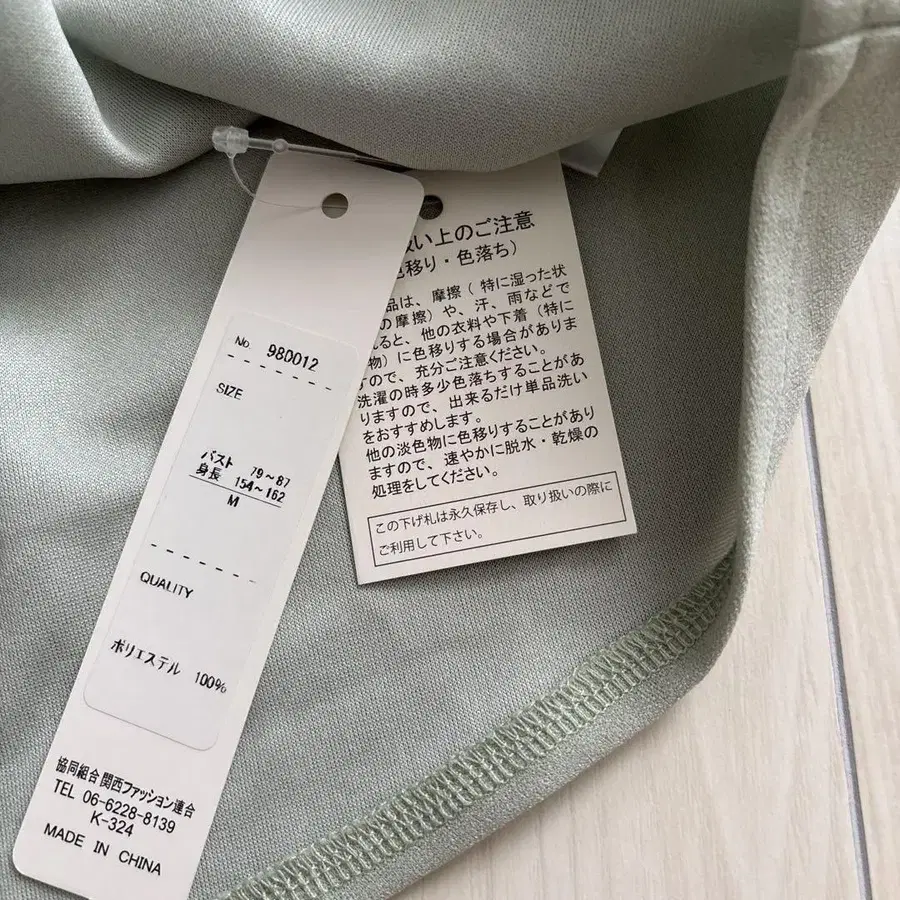 No. 980012
SIZE
バスト 79~87
身長 154~162
M
QUALITY
ポリエステル 100%
協同組合 関西ファッション連合
TEL 06-6228-8139
K-324
MADE IN CHINA
い上のご注意
移り・色落ち)
品は、摩擦( 特に湿った状
の摩擦)や、汗、雨などで
れると、他の衣料や下着(特に
物)に色移りする場合がありま
すので、充分ご注意ください。
洗濯の時多少色落ちすることがあ
りますので、出来るだけ単品洗い
をおすすめします。
他の淡色物に色移りすることがあり
ますので、速やかに脱水・乾燥の
処理をしてください。
この下げ札は永久保存し、取り扱いの際に
ご利用して下さい。